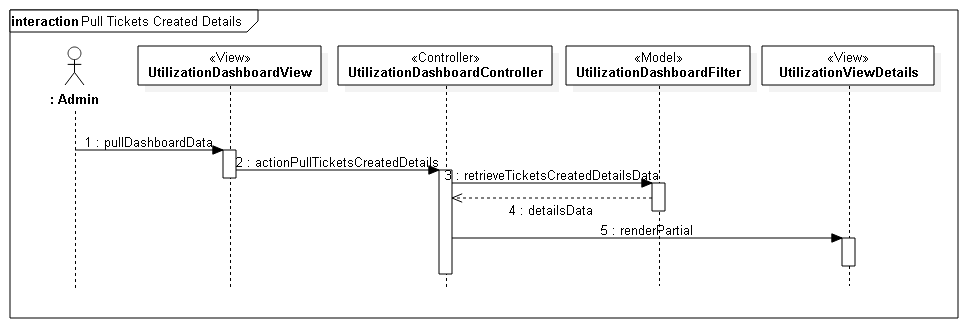 interaction Pull Tickets Created Details
«View»
UtilizationDashboardView
«Controller»
UtilizationDashboardController
«Model»
UtilizationDashboardFilter
«View»
UtilizationViewDetails
: Admin
1 : pullDashboardData
2 : actionPullTicketsCreatedDetails
3 : retrieveTicketsCreatedDetailsData
4 : detailsData
5 : renderPartial